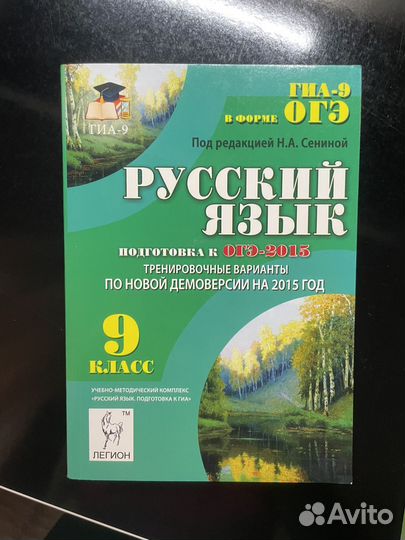 ГИА-9
ГИА-9
В ФОРМЕ ОГЭ
Под редакцией Н.А. Сениной
РУССКИЙ
ЯЗЫК
ПОДГОТОВКА К ОГЭ-2015
ТРЕНИРОВОЧНЫЕ ВАРИАНТЫ
ПО НОВОЙ ДЕМОВЕРСИИ НА 2015 ГОД
9
КЛАСС
УЧЕБНО-МЕТОДИЧЕСКИЙ КОМПЛЕКС
«РУССКИЙ ЯЗЫК. ПОДГОТОВКА К ГИА»
TM
ЛЕГИОН
Avito